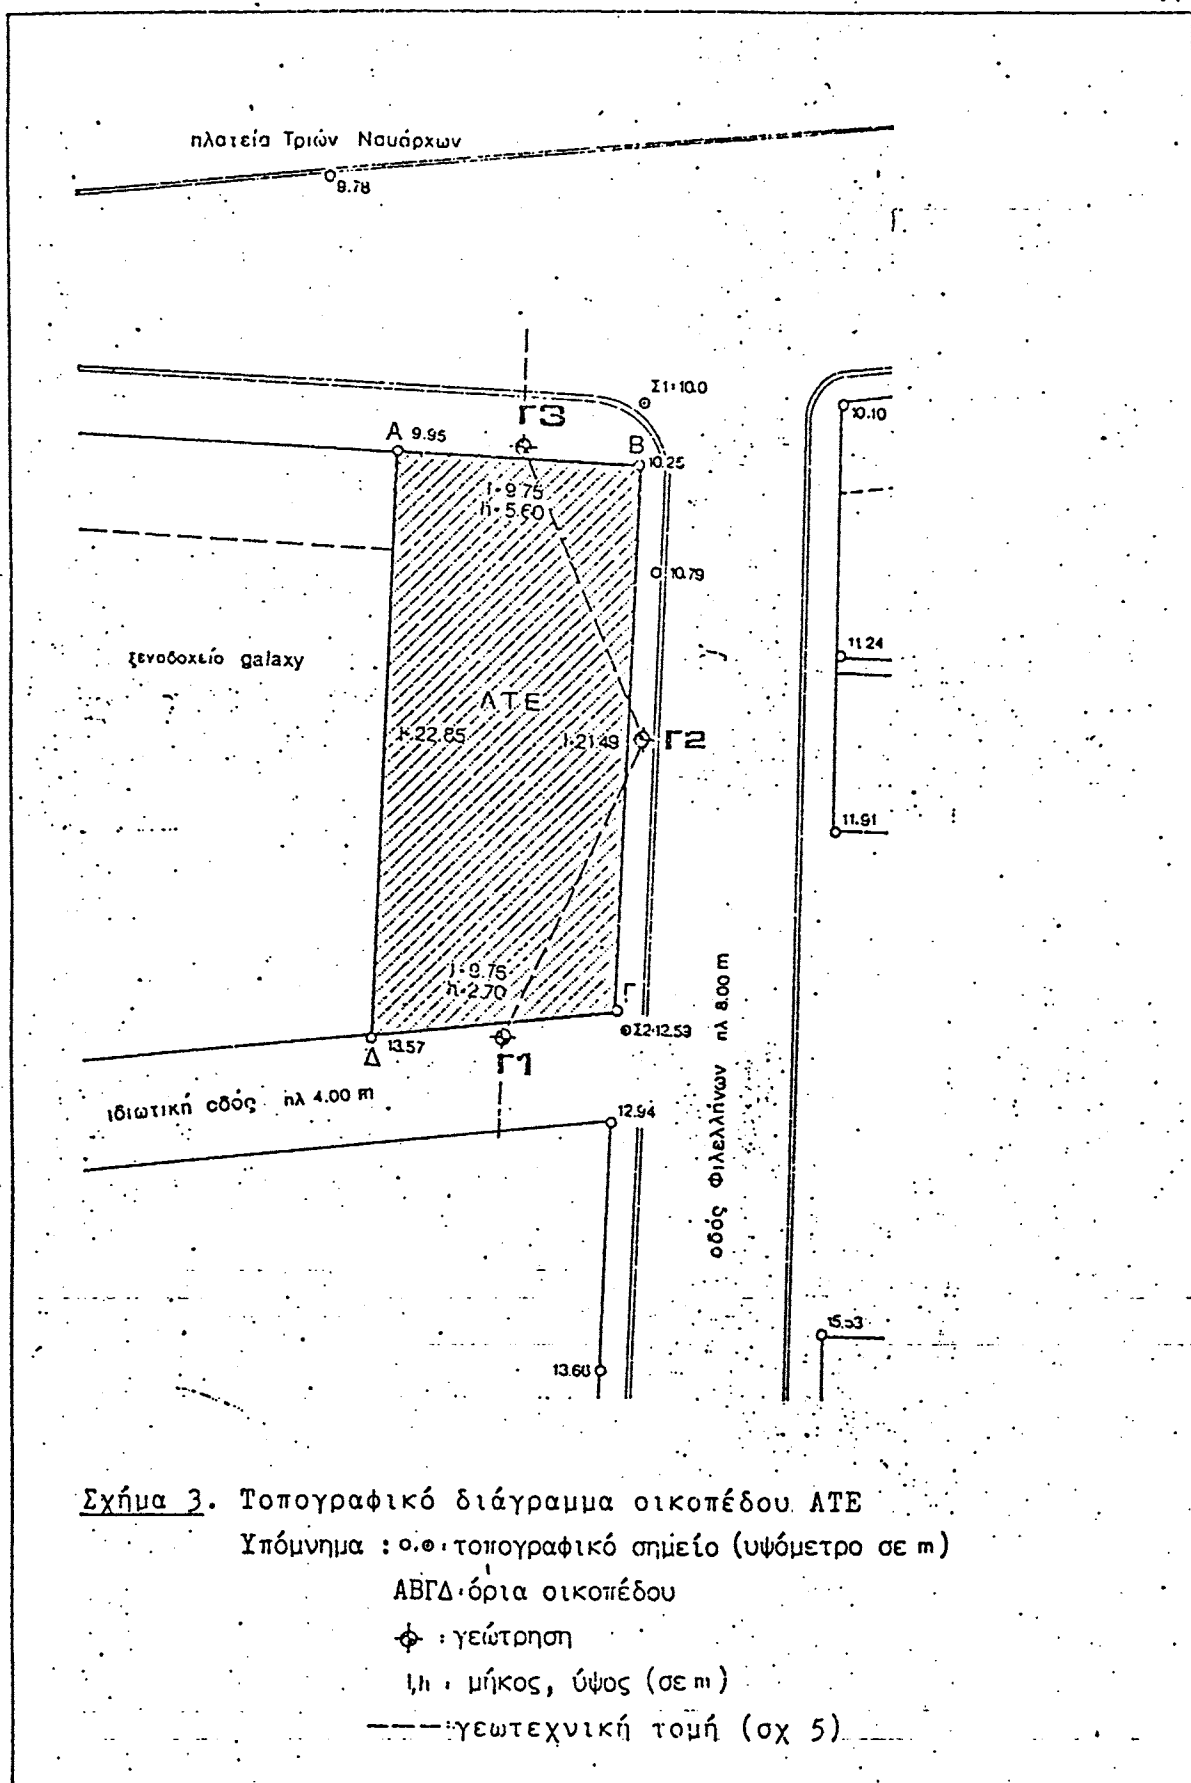 πλατεία Τριών Ναυάρχων
9.78
Σ1:10.0
10.10
Γ3
A 9.95
B
10.25
l:9.75
h:5.60
10.79
ξενοδοχείο galaxy
11.24
ΑΤΕ
l:22.85
l:21.49
Γ2
11.91
l:9.75
h:2.70
Γ
Σ2:12.53
Δ
13.57
Γ1
ιδιωτική οδός πλ 4.00 m
12.94
οδός Φιλελλήνων πλ 8.00 m
13.60
Σχήμα 3. Τοπογραφικό διάγραμμα οικοπέδου ΑΤΕ
Υπόμνημα : ο,⊙ : τοπογραφικό σημείο (υψόμετρο σε m)
ΑΒΓΔ : όρια οικοπέδου
: γεώτρηση
l,h : μήκος, ύψος (σε m)
----: γεωτεχνική τομή (σχ 5)